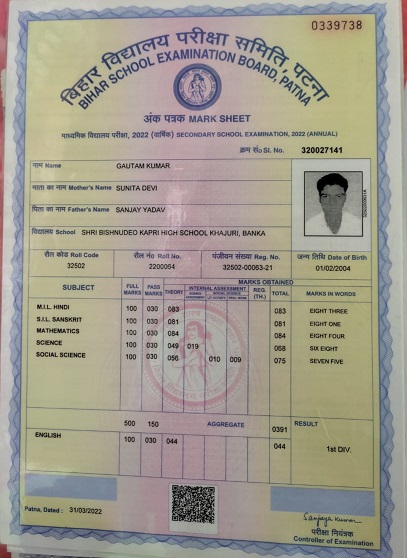 0339738
बिहार विद्यालय परीक्षा समिति, पटना
BIHAR SCHOOL EXAMINATION BOARD, PATNA
अंक पत्रक MARK SHEET
माध्यमिक विद्यालय परीक्षा, 2022 (वार्षिक) SECONDARY SCHOOL EXAMINATION, 2022 (ANNUAL)
क्रम सं० Sl. No. 320027141
नाम Name GAUTAM KUMAR
माता का नाम Mother's Name SUNITA DEVI
पिता का नाम Father's Name SANJAY YADAV
विद्यालय School SHRI BISHNUDEO KAPRI HIGH SCHOOL KHAJURI, BANKA
रौल कोड Roll Code रौल नं० Roll No. पंजीयन संख्या Reg. No. जन्म तिथि Date of Birth
32502 2200054 32502-00063-21 01/02/2004
MARKS OBTAINED
SUBJECT FULL MARKS PASS MARKS THEORY INTERNAL ASSESSMENT REG. (TH.) TOTAL MARKS IN WORDS
M.I.L. HINDI 100 030 083 083 EIGHT THREE
S.I.L. SANSKRIT 100 030 081 081 EIGHT ONE
MATHEMATICS 100 030 084 084 EIGHT FOUR
SCIENCE 100 030 049 019 068 SIX EIGHT
SOCIAL SCIENCE 100 030 056 010 009 075 SEVEN FIVE
500 150 AGGREGATE 0391 RESULT
ENGLISH 100 030 044 044 1st DIV.
Patna, Dated : 31/03/2022
Sanjay Kumar
परीक्षा नियंत्रक
Controller of Examination